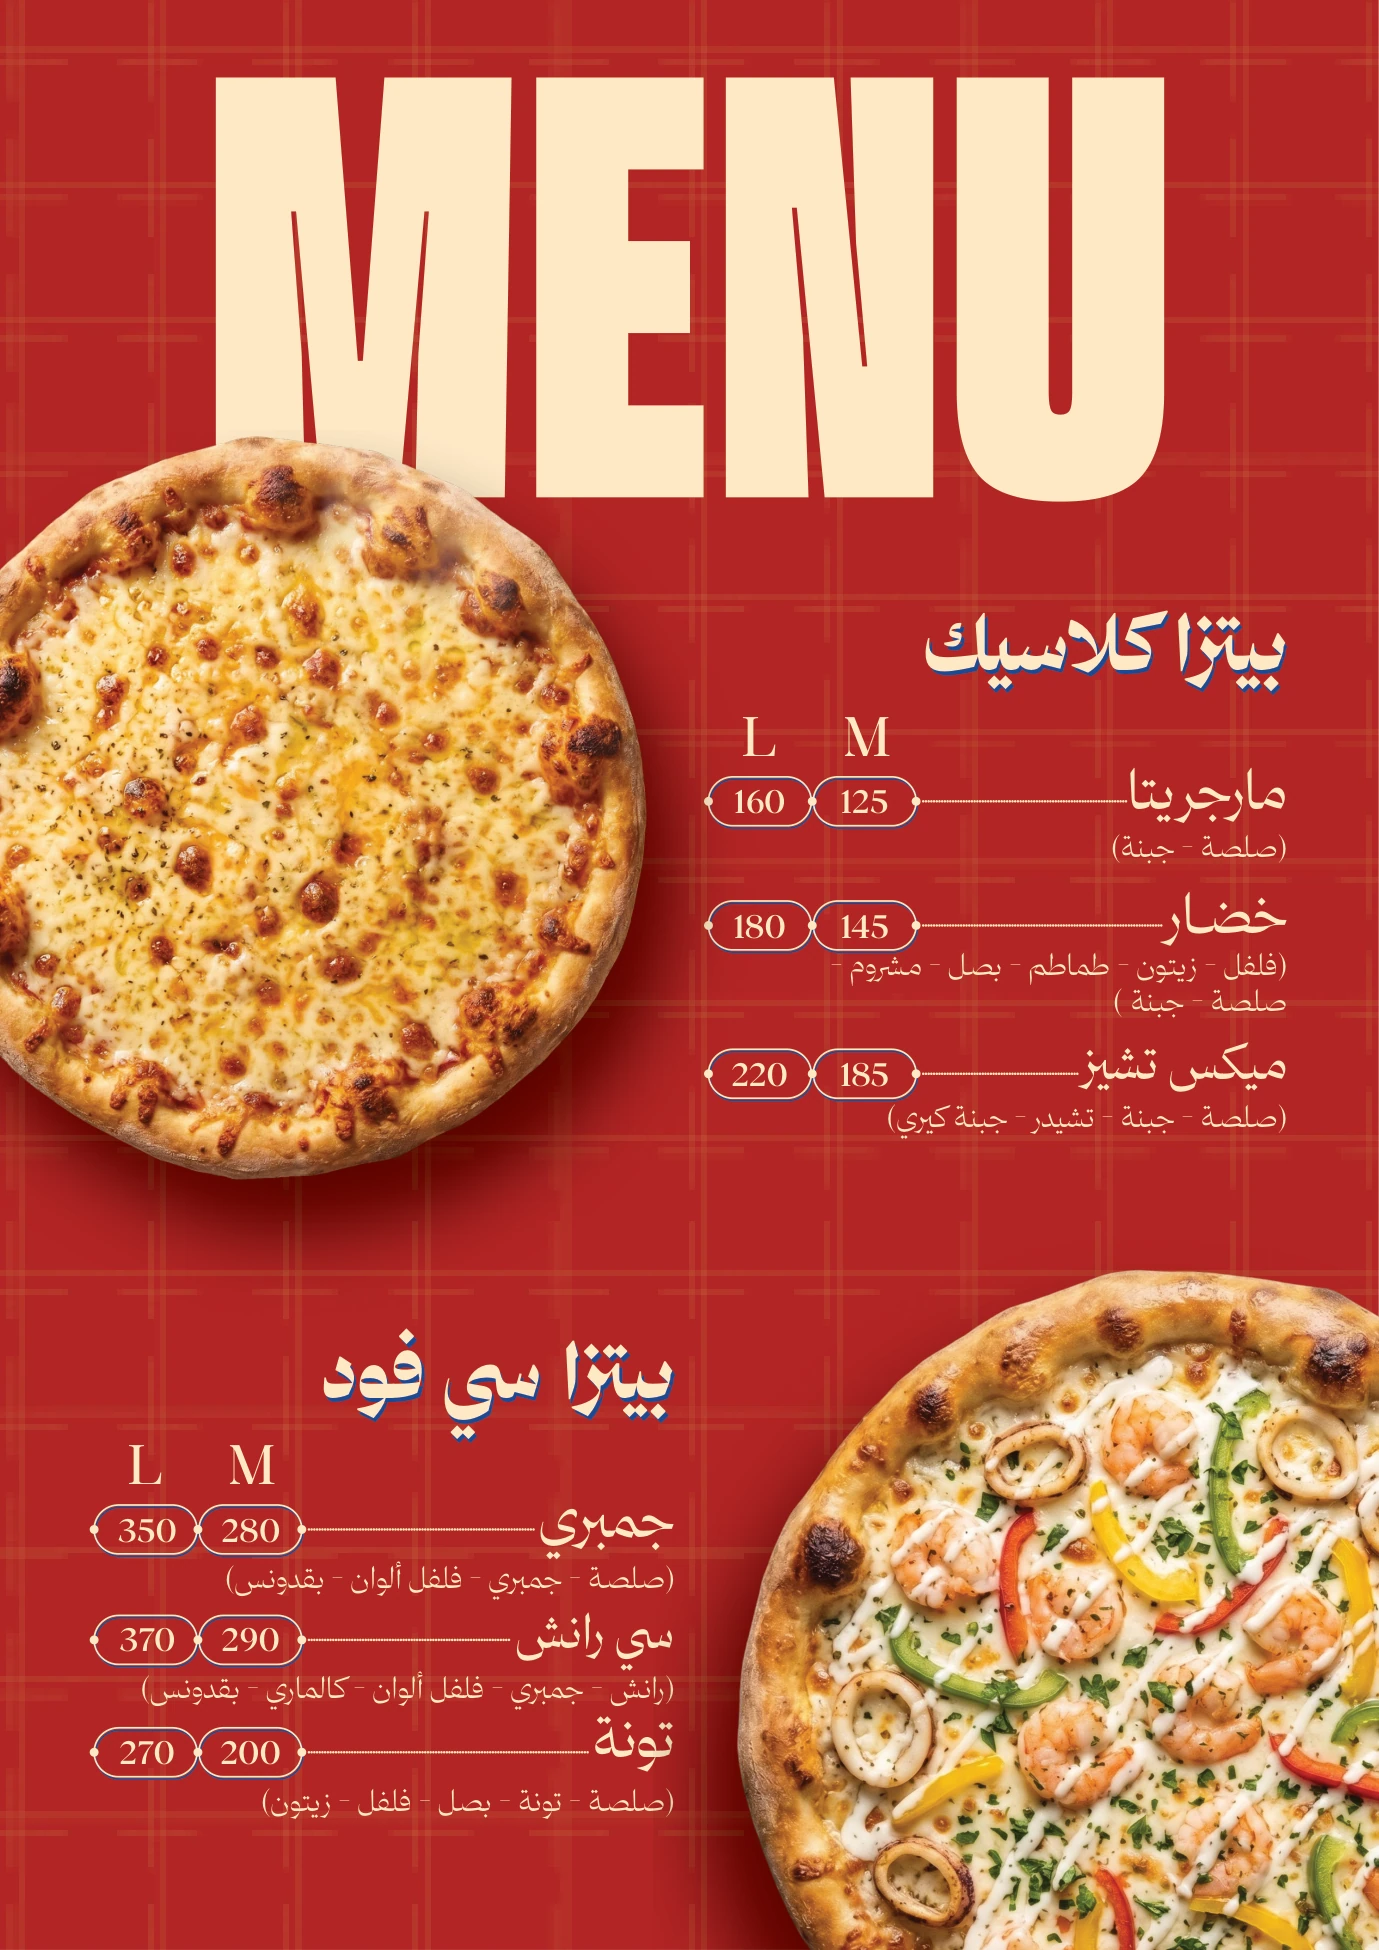 MENU
بيتزا كلاسيك
L M
مارجريتا 125 160
(صلصة - جبنة)
خضار 145 180
(فلفل - زيتون - طماطم - بصل - مشروم -
صلصة - جبنة )
ميكس تشيز 185 220
(صلصة - جبنة - تشيدر - جبنة كيري)
بيتزا سي فود
L M
جمبري 280 350
(صلصة - جمبري - فلفل ألوان - بقدونس)
سي رانش 290 370
(رانش - جمبري - فلفل ألوان - كالماري - بقدونس)
تونة 200 270
(صلصة - تونة - بصل - فلفل - زيتون)